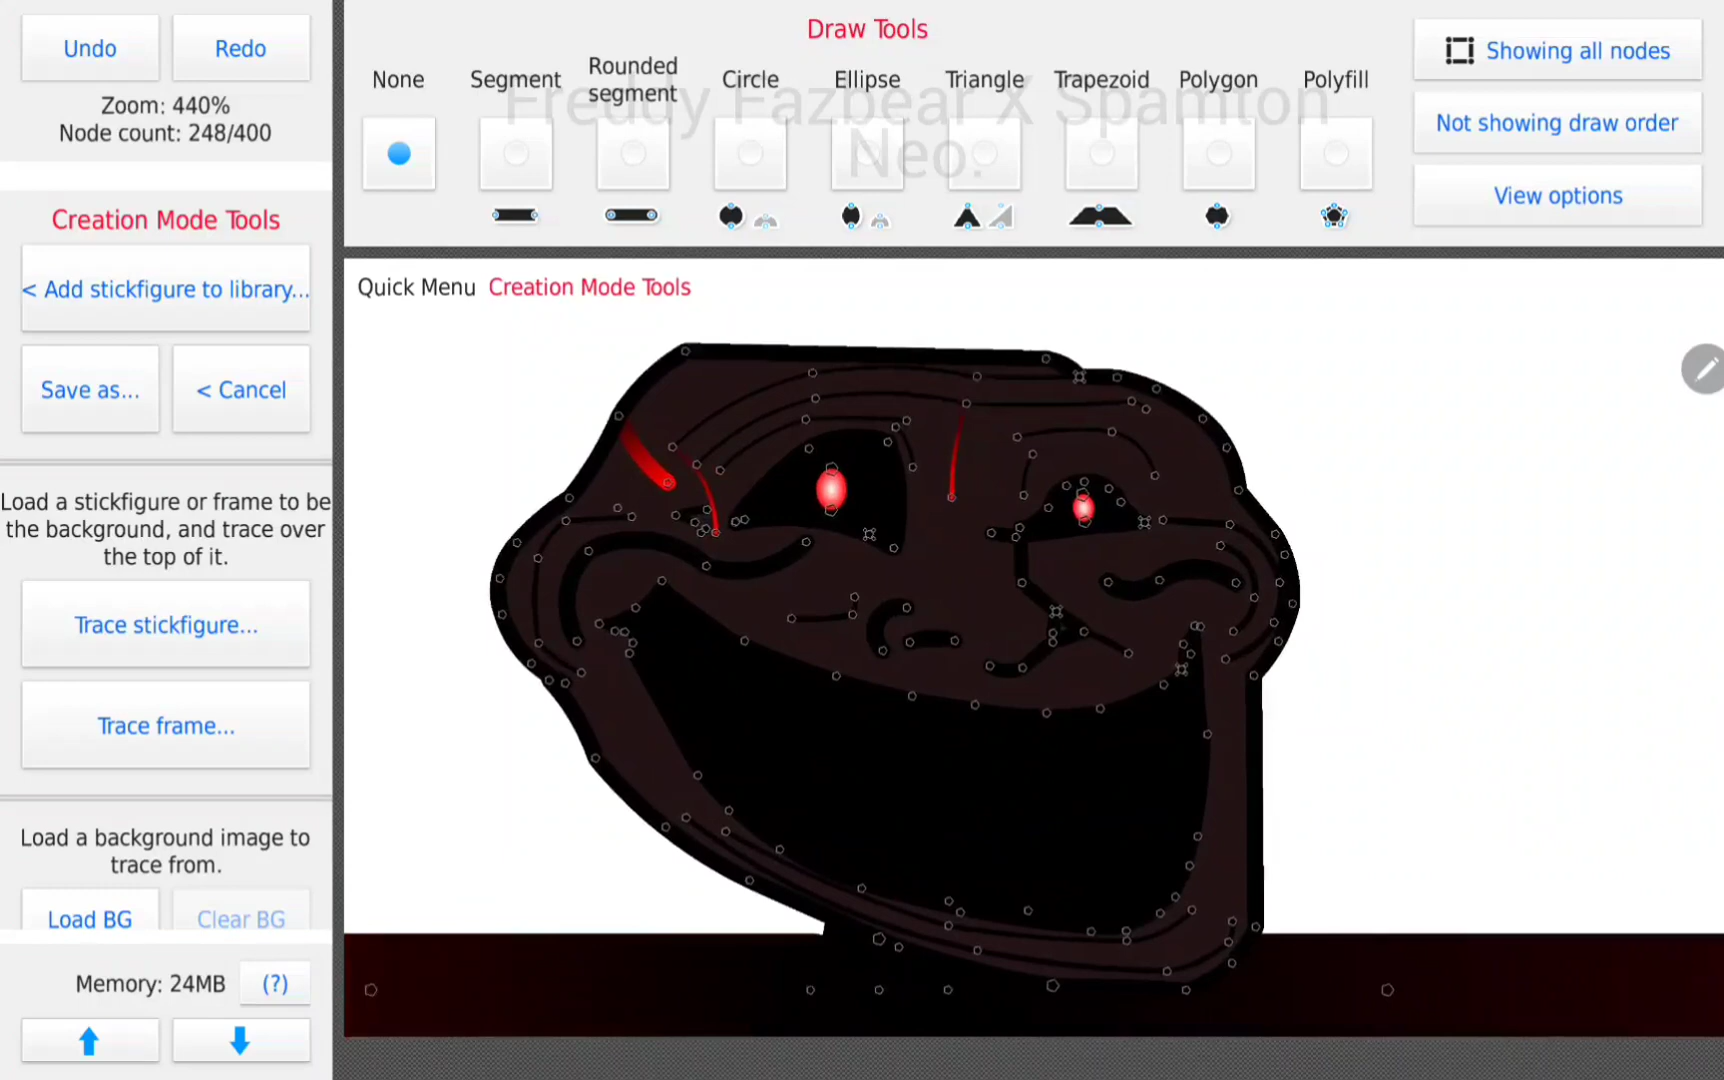 Undo
Redo
Zoom: 440%
Node count: 248/400
Creation Mode Tools
< Add stickfigure to library...
Save as...
< Cancel
Load a stickfigure or frame to be
the background, and trace over
the top of it.
Trace stickfigure...
Trace frame...
Load a background image to
trace from.
Load BG
Clear BG
Memory: 24MB
(?)
Draw Tools
None
Segment
Rounded
segment
Circle
Ellipse
Triangle
Trapezoid
Polygon
Polyfill
Freddy Fazbear X Spamton
Neo.
Showing all nodes
Not showing draw order
View options
Quick Menu
Creation Mode Tools